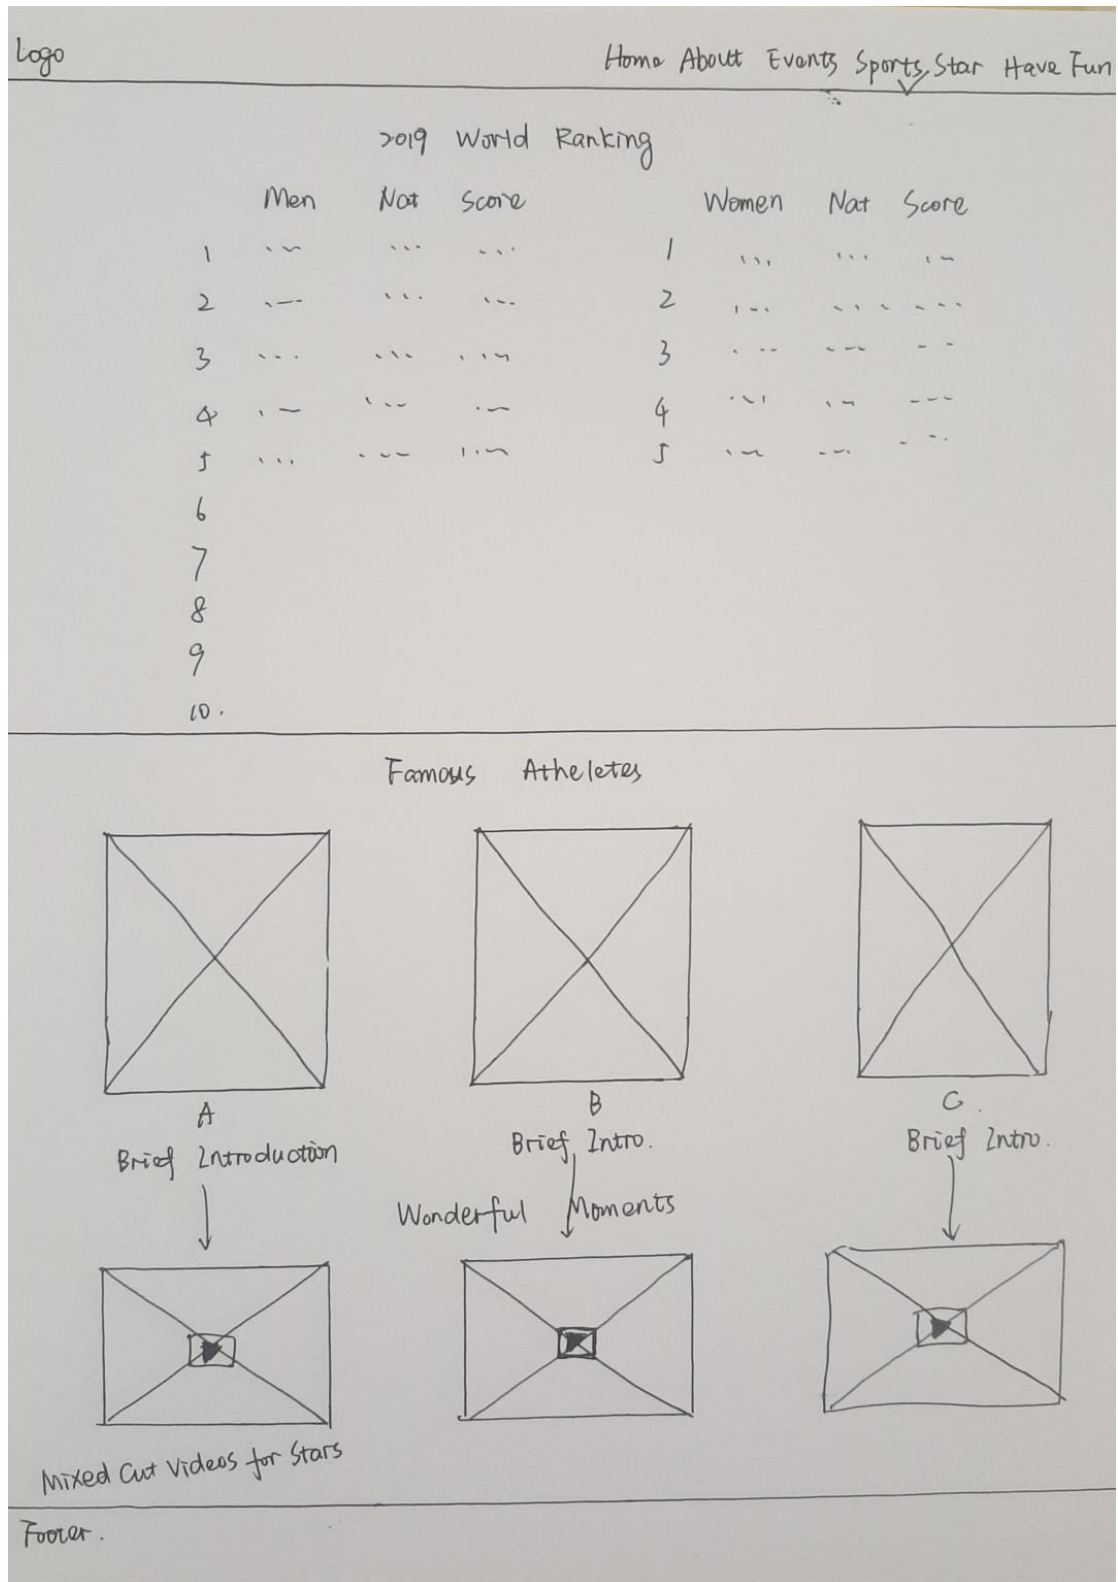 Logo Home About Events Sports Star Have Fun
2019 World Ranking
Men Nat Score Women Nat Score
1 1
2 2
3 3
4 4
5 5
6
7
8
9
10.
Famous Atheletes
A B C.
Brief Introduction Brief Intro. Brief Intro.
Wonderful Moments
Mixed Cut Videos for Stars
Footer.